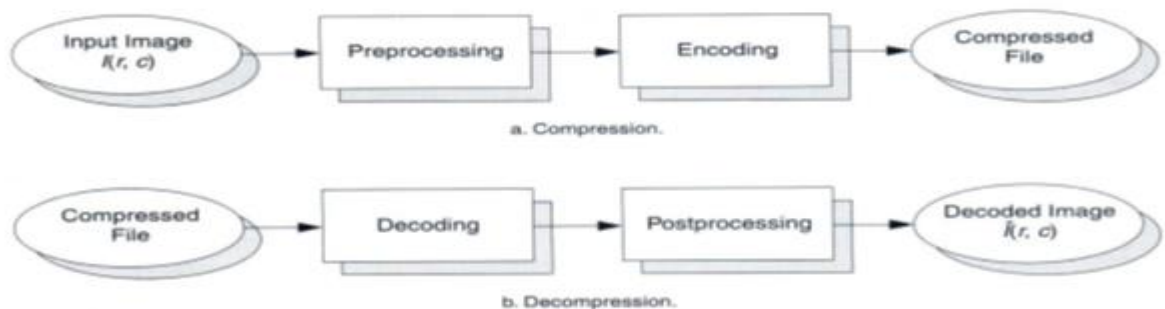 Input Image
I(r, c)
Preprocessing
Encoding
Compressed
File
a. Compression.
Compressed
File
Decoding
Postprocessing
Decoded Image
Î(r, c)
b. Decompression.